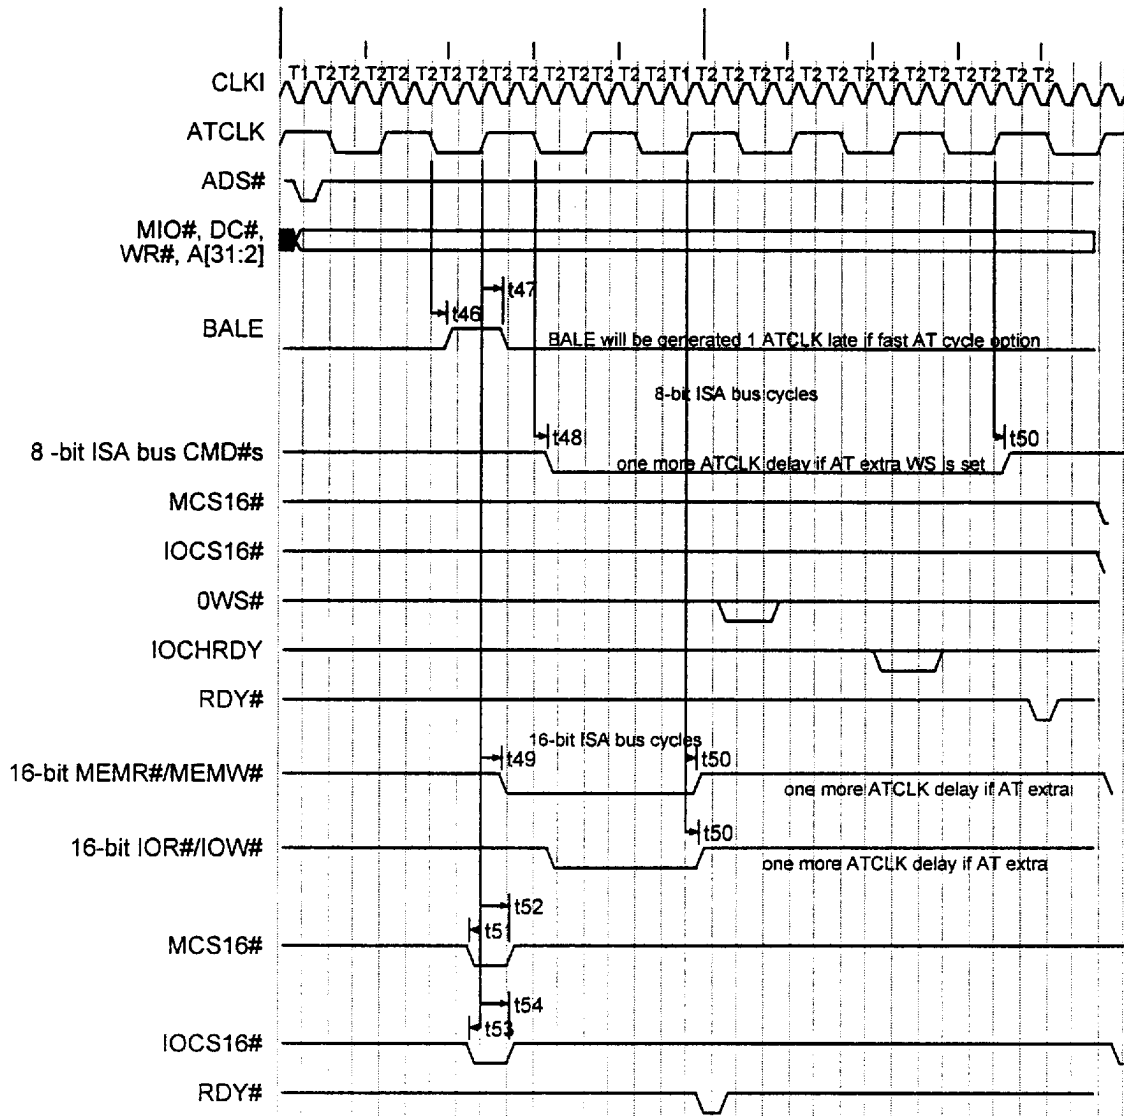 T1 T2 T2 T2 T2 T2 T2 T2 T2 T2 T2 T2 T2 T2 T1 T2 T2 T2 T2 T2 T2 T2 T2 T2 T2 T2 T2 T2
CLKI
ATCLK
ADS#
MIO#, DC#,
WR#, A[31:2]
t47
t46
BALE
BALE will be generated 1 ATCLK late if fast AT cycle option
8-bit ISA bus cycles
t48
t50
8 -bit ISA bus CMD#s
one more ATCLK delay if AT extra WS is set
MCS16#
IOCS16#
0WS#
IOCHRDY
RDY#
16-bit ISA bus cycles
t49
t50
16-bit MEMR#/MEMW#
one more ATCLK delay if AT extra
t50
16-bit IOR#/IOW#
one more ATCLK delay if AT extra
t52
t51
MCS16#
t54
t53
IOCS16#
RDY#